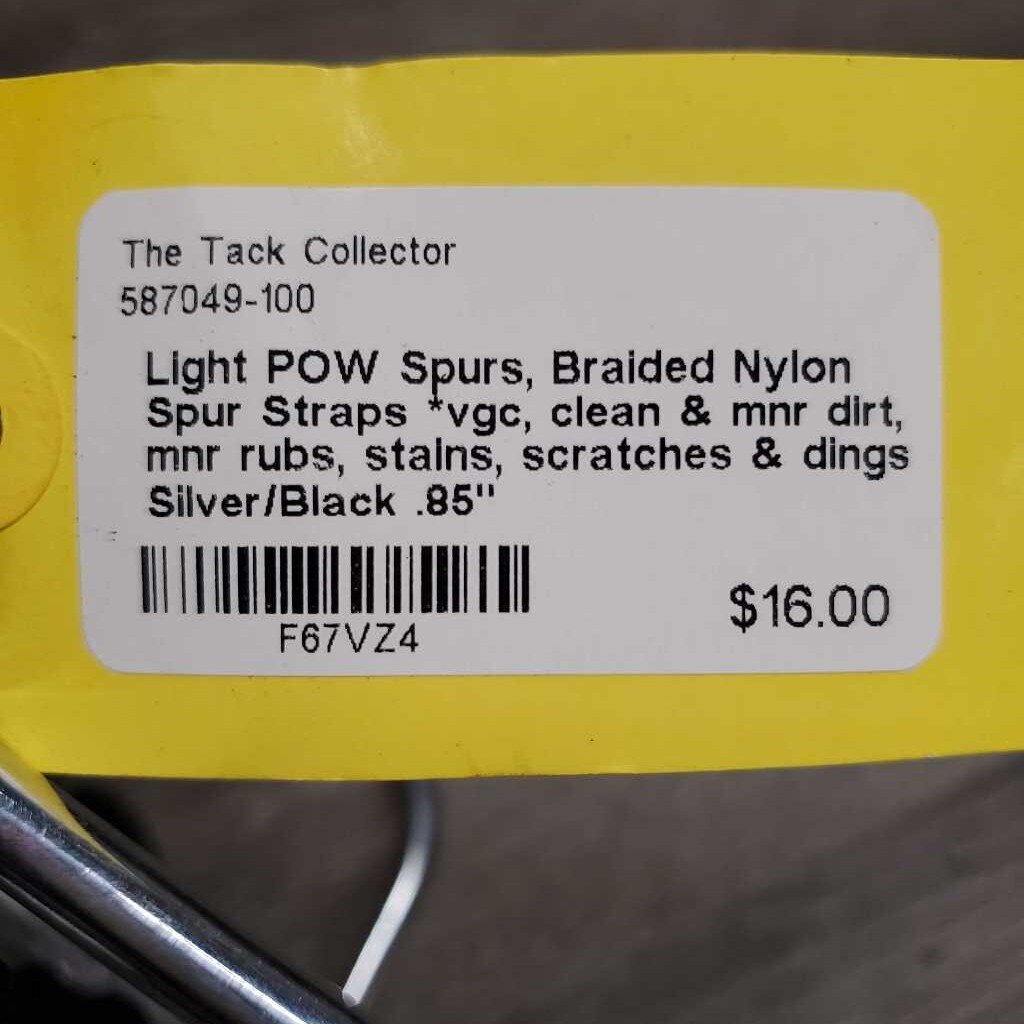 The Tack Collector
587049-100
Light POW Spurs, Braided Nylon
Spur Straps *vgc, clean & mnr dirt,
mnr rubs, stains, scratches & dings
Silver/Black .85"
F67VZ4
$16.00